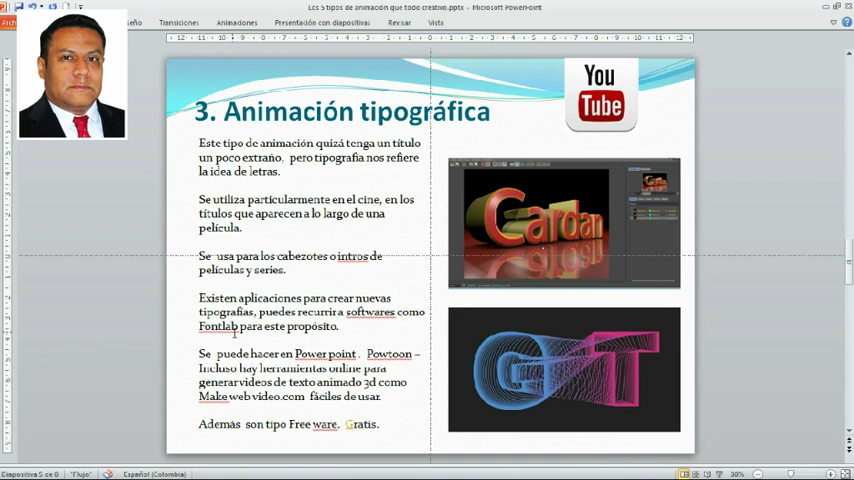 Los 5 tipos de animación que todo creativo.pptx - Microsoft PowerPoint
Transiciones
Animaciones
Presentación con diapositivas
Revisar
Vista
3. Animación tipográfica
You
Tube
Este tipo de animación quizá tenga un título
un poco extraño, pero tipografia nos refiere
la idea de letras.
Se utiliza particularmente en el cine, en los
títulos que aparecen a lo largo de una
película.
Se usa para los cabezotes o intros de
películas y series.
Existen aplicaciones para crear nuevas
tipografías, puedes recurrir a softwares como
Fontlab para este propósito.
Se puede hacer en Power point . Powtoon –
Incluso hay herramientas online para
generar videos de texto animado 3d como
Make web video.com fáciles de usar.
Además son tipo Free ware. Gratis.
Cardan
G T
Diapositiva 5 de 8
"Flujo"
Español (Colombia)
98%